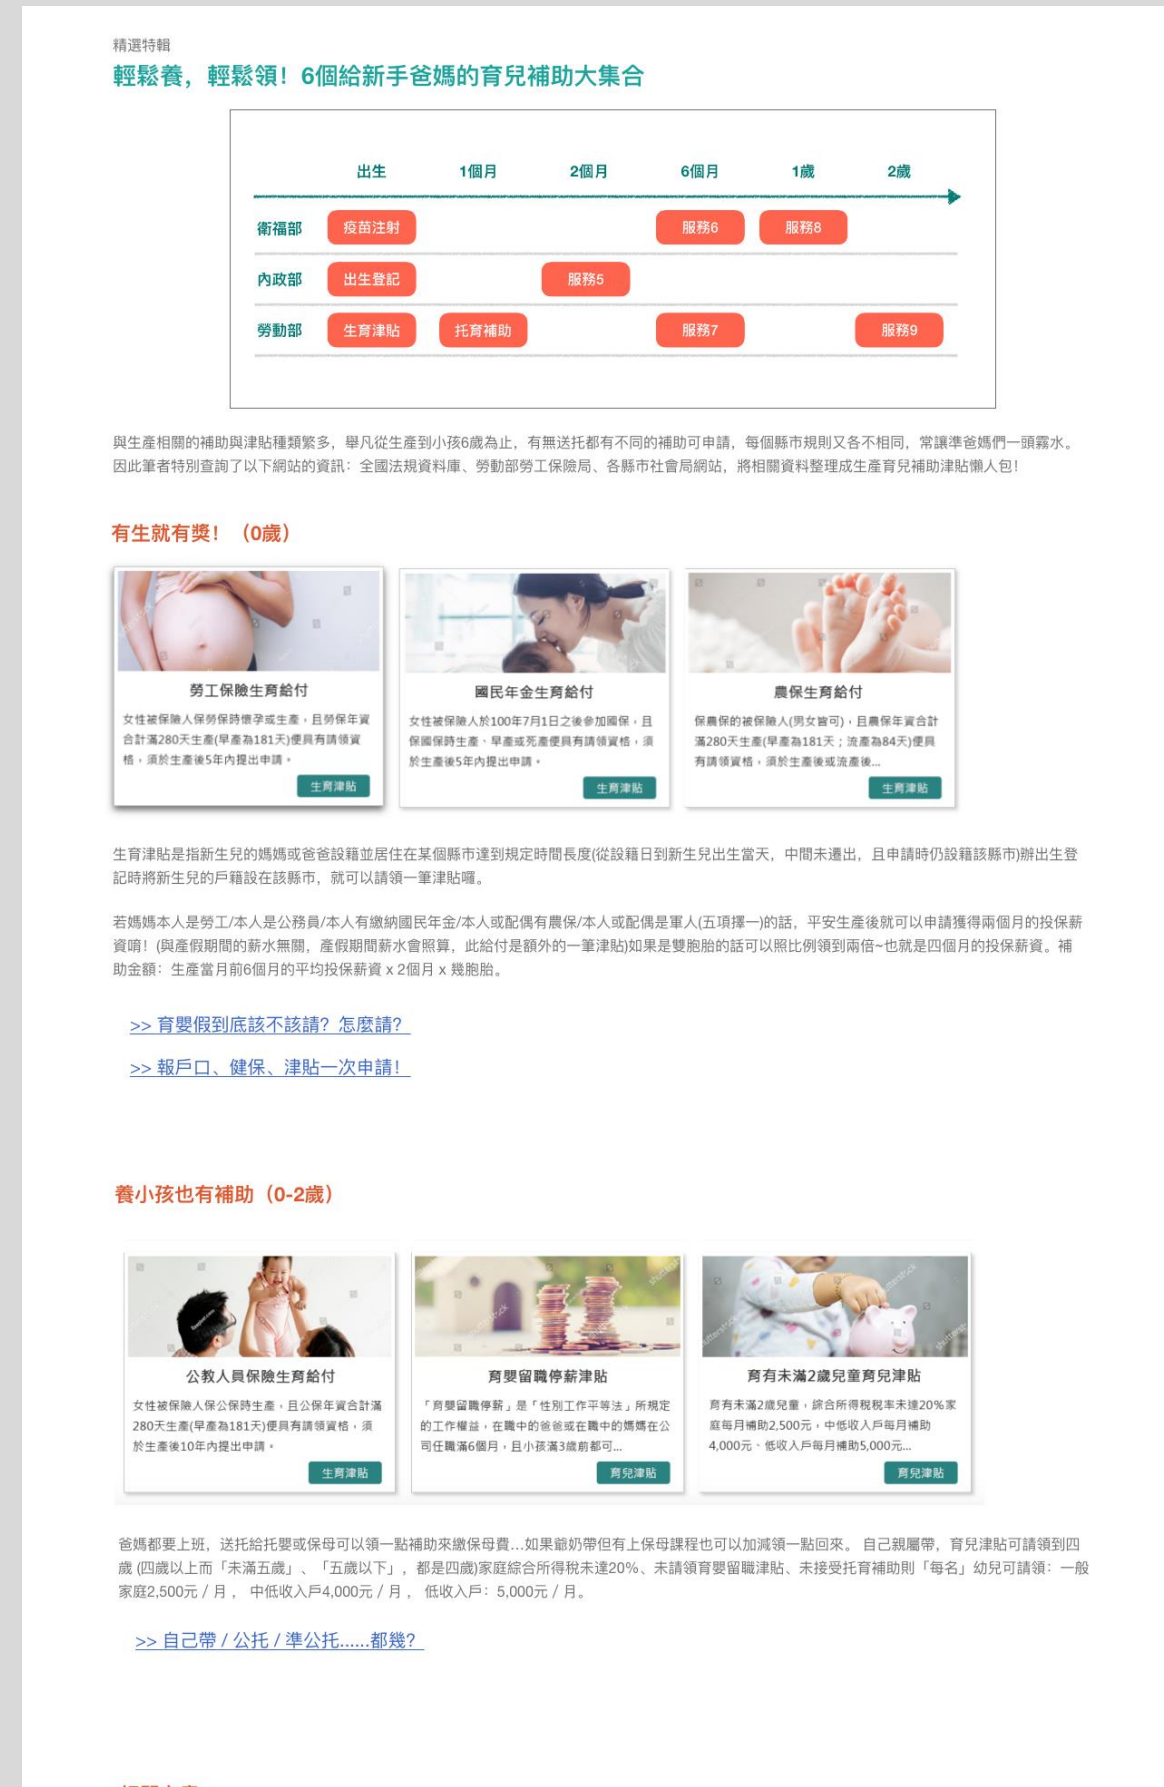 精選特輯
輕鬆養，輕鬆領！6個給新手爸媽的育兒補助大集合
出生 1個月 2個月 6個月 1歲 2歲
衛福部 疫苗注射 服務6 服務8
內政部 出生登記 服務5
勞動部 生育津貼 托育補助 服務7 服務9
與生產相關的補助與津貼種類繁多，舉凡從生產到小孩6歲為止，有無送托都有不同的補助可申請，每個縣市規則又各不相同，常讓準爸媽們一頭霧水。
因此筆者特別查詢了以下網站的資訊：全國法規資料庫、勞動部勞工保險局、各縣市社會局網站，將相關資料整理成生產育兒補助津貼懶人包！
有生就有獎！（0歲）
勞工保險生育給付
女性被保險人保勞保時懷孕或生產，且勞保年資
合計滿280天生產(早產為181天)便具有請領資
格，須於生產後5年內提出申請。
生育津貼
國民年金生育給付
女性被保險人於100年7月1日之後參加國保，且
保國保時生產、早產或死產便具有請領資格，須
於生產後5年內提出申請。
生育津貼
農保生育給付
保農保的被保險人(男女皆可)，且農保年資合計
滿280天生產(早產為181天；流產為84天)便具
有請領資格，須於生產後或流產後...
生育津貼
生育津貼是指新生兒的媽媽或爸爸設籍並居住在某個縣市達到規定時間長度(從設籍日到新生兒出生當天，中間未遷出，且申請時仍設籍該縣市)辦出生登
記時將新生兒的戶籍設在該縣市，就可以請領一筆津貼囉。
若媽媽本人是勞工/本人是公務員/本人有繳納國民年金/本人或配偶有農保/本人或配偶是軍人(五項擇一)的話，平安生產後就可以申請獲得兩個月的投保薪
資唷！(與產假期間的薪水無關，產假期間薪水會照算，此給付是額外的一筆津貼)如果是雙胞胎的話可以照比例領到兩倍~也就是四個月的投保薪資。補
助金額：生產當月前6個月的平均投保薪資 x 2個月 x 幾胞胎。
>> 育嬰假到底該不該請？怎麼請？
>> 報戶口、健保、津貼一次申請！
養小孩也有補助（0-2歲）
公教人員保險生育給付
女性被保險人保公保時生產，且公保年資合計滿
280天生產(早產為181天)便具有請領資格，須
於生產後10年內提出申請。
生育津貼
育嬰留職停薪津貼
「育嬰留職停薪」是「性別工作平等法」所規定
的工作權益，在職中的爸爸或在職中的媽媽在公
司任職滿6個月，且小孩滿3歲前都可...
育兒津貼
育有未滿2歲兒童育兒津貼
育有未滿2歲兒童，綜合所得稅稅率未達20%家
庭每月補助2,500元，中低收入戶每月補助
4,000元、低收入戶每月補助5,000元...
育兒津貼
爸媽都要上班，送托給托嬰或保母可以領一點補助來繳保母費...如果爺奶帶但有上保母課程也可以加減領一點回來。 自己親屬帶，育兒津貼可請領到四
歲 (四歲以上而「未滿五歲」、「五歲以下」，都是四歲)家庭綜合所得稅未達20%、未請領育嬰留職津貼、未接受托育補助則「每名」幼兒可請領：一般
家庭2,500元 / 月 ， 中低收入戶4,000元 / 月 ， 低收入戶：5,000元 / 月。
>> 自己帶 / 公托 / 準公托......都幾？